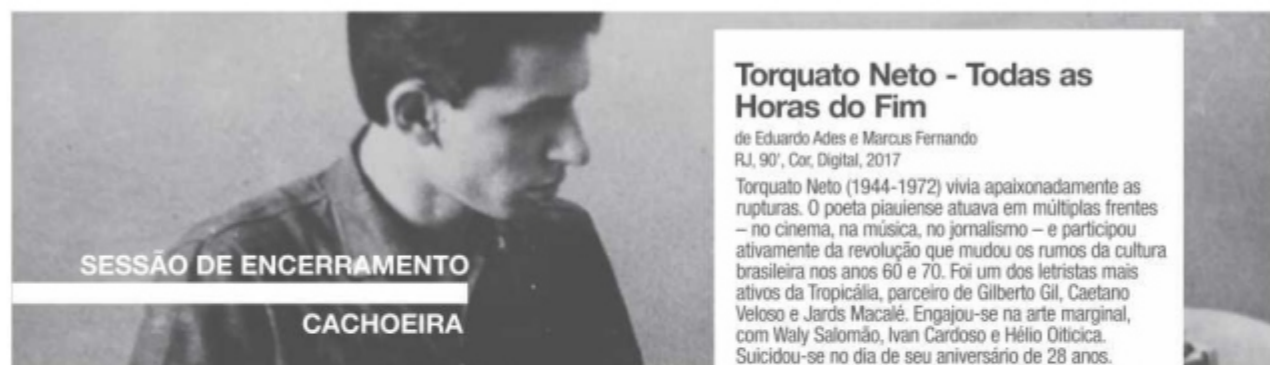 SESSÃO DE ENCERRAMENTO
CACHOEIRA
Torquato Neto - Todas as
Horas do Fim
de Eduardo Ades e Marcus Fernando
RJ, 90', Cor, Digital, 2017
Torquato Neto (1944-1972) vivia apaixonadamente as
rupturas. O poeta piauiense atuava em múltiplas frentes
– no cinema, na música, no jornalismo – e participou
ativamente da revolução que mudou os rumos da cultura
brasileira nos anos 60 e 70. Foi um dos letristas mais
ativos da Tropicália, parceiro de Gilberto Gil, Caetano
Veloso e Jards Macalé. Engajou-se na arte marginal,
com Waly Salomão, Ivan Cardoso e Hélio Oiticica.
Suicidou-se no dia de seu aniversário de 28 anos.